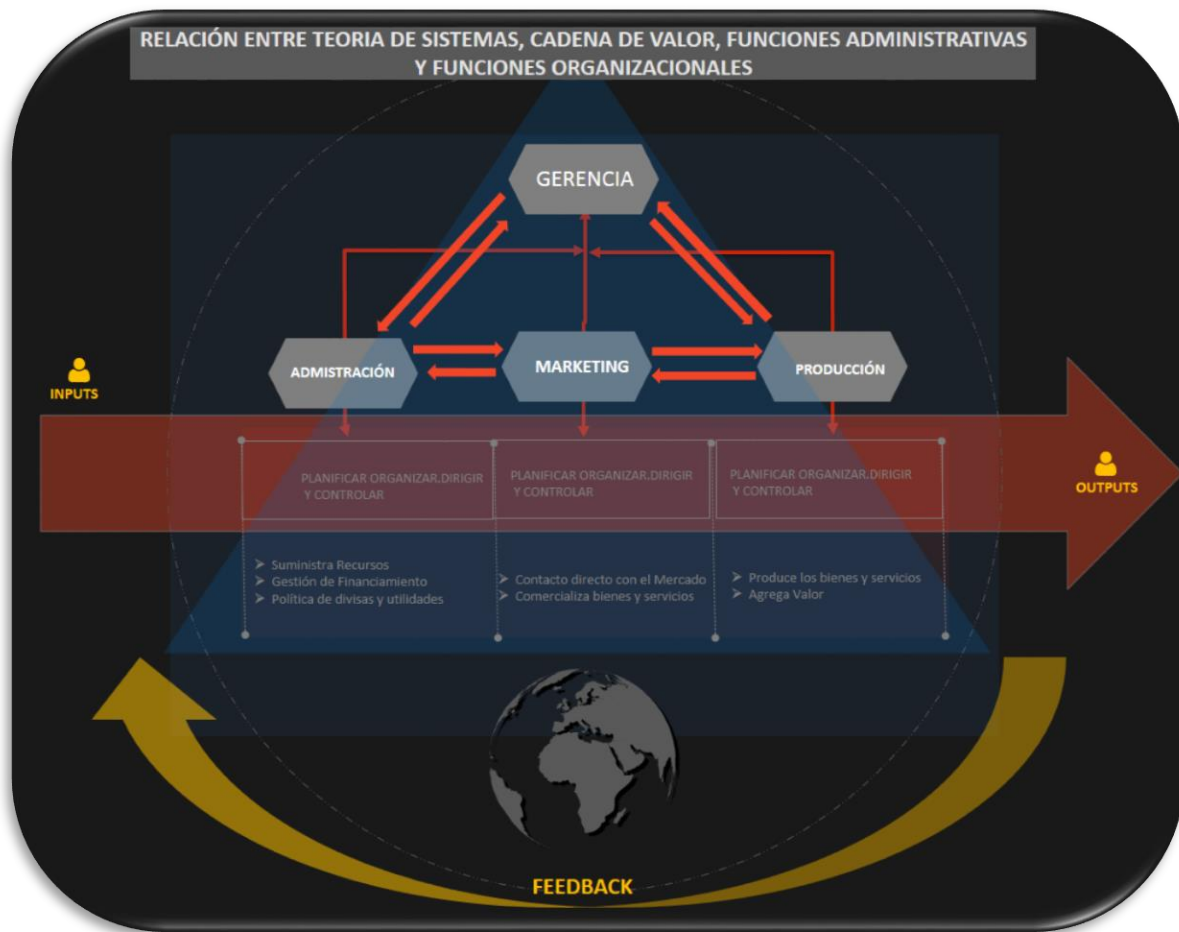 RELACIÓN ENTRE TEORIA DE SISTEMAS, CADENA DE VALOR, FUNCIONES ADMINISTRATIVAS
Y FUNCIONES ORGANIZACIONALES
GERENCIA
ADMISTRACIÓN
MARKETING
PRODUCCIÓN
INPUTS
OUTPUTS
PLANIFICAR ORGANIZAR.DIRIGIR
Y CONTROLAR
PLANIFICAR ORGANIZAR.DIRIGIR
Y CONTROLAR
PLANIFICAR ORGANIZAR.DIRIGIR
Y CONTROLAR
➤ Suministra Recursos
➤ Gestión de Financiamiento
➤ Política de divisas y utilidades
➤ Contacto directo con el Mercado
➤ Comercializa bienes y servicios
➤ Produce los bienes y servicios
➤ Agrega Valor
FEEDBACK